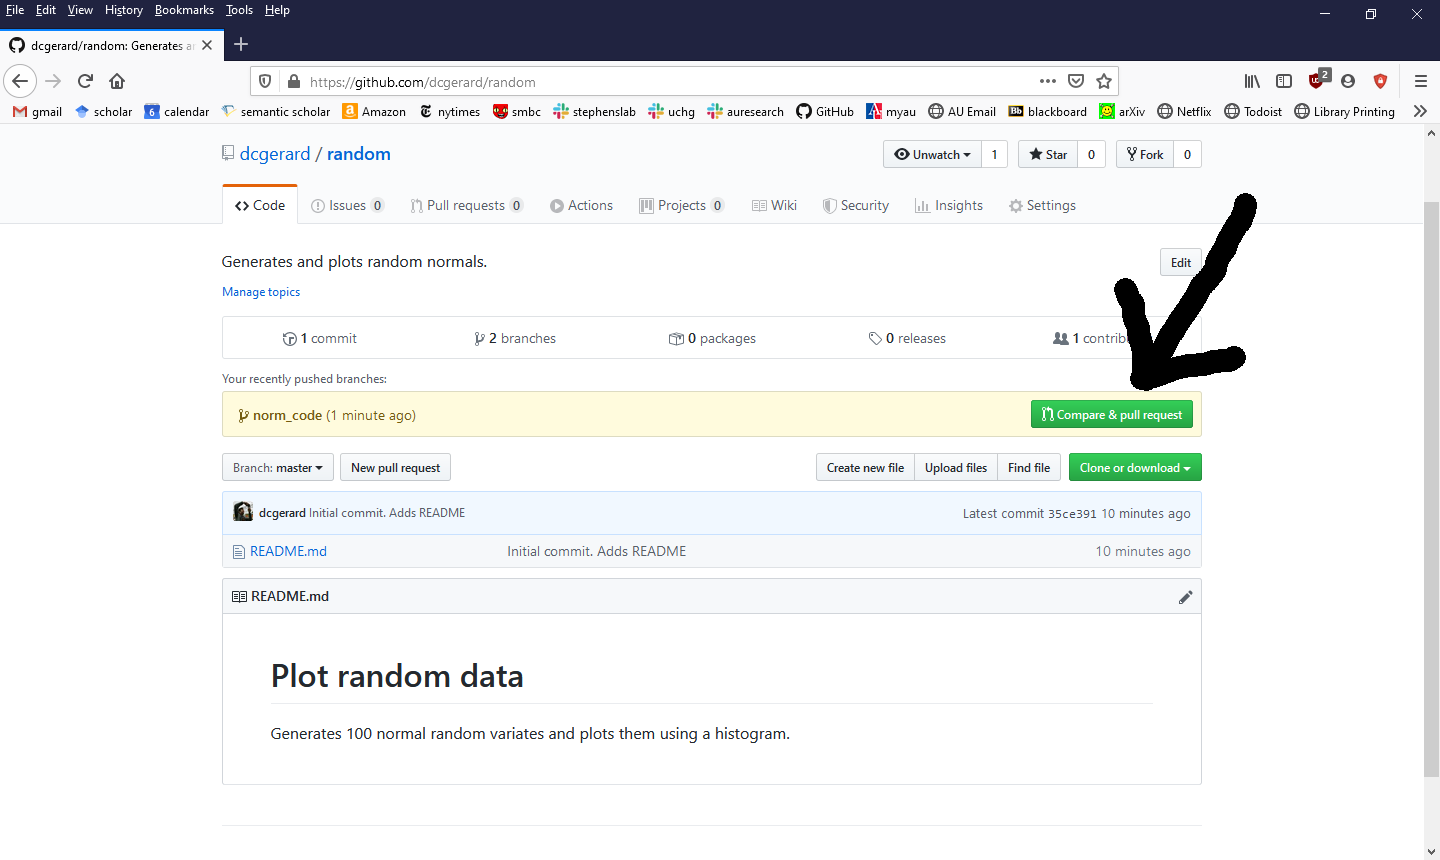 File Edit View History Bookmarks Tools Help
dcgerard/random: Generates a
https://github.com/dcgerard/random
2
gmail scholar calendar semantic scholar Amazon nytimes smbc stephenslab uchg auresearch GitHub myau AU Email Bb blackboard arXiv Netflix Todoist Library Printing
dcgerard / random
Unwatch 1 Star 0 Fork 0
Code Issues 0 Pull requests 0 Actions Projects 0 Wiki Security Insights Settings
Generates and plots random normals.
Edit
Manage topics
1 commit 2 branches 0 packages 0 releases 1 contrib
Your recently pushed branches:
norm_code (1 minute ago) Compare & pull request
Branch: master New pull request Create new file Upload files Find file Clone or download
dcgerard Initial commit. Adds README Latest commit 35ce391 10 minutes ago
README.md Initial commit. Adds README 10 minutes ago
README.md
Plot random data
Generates 100 normal random variates and plots them using a histogram.